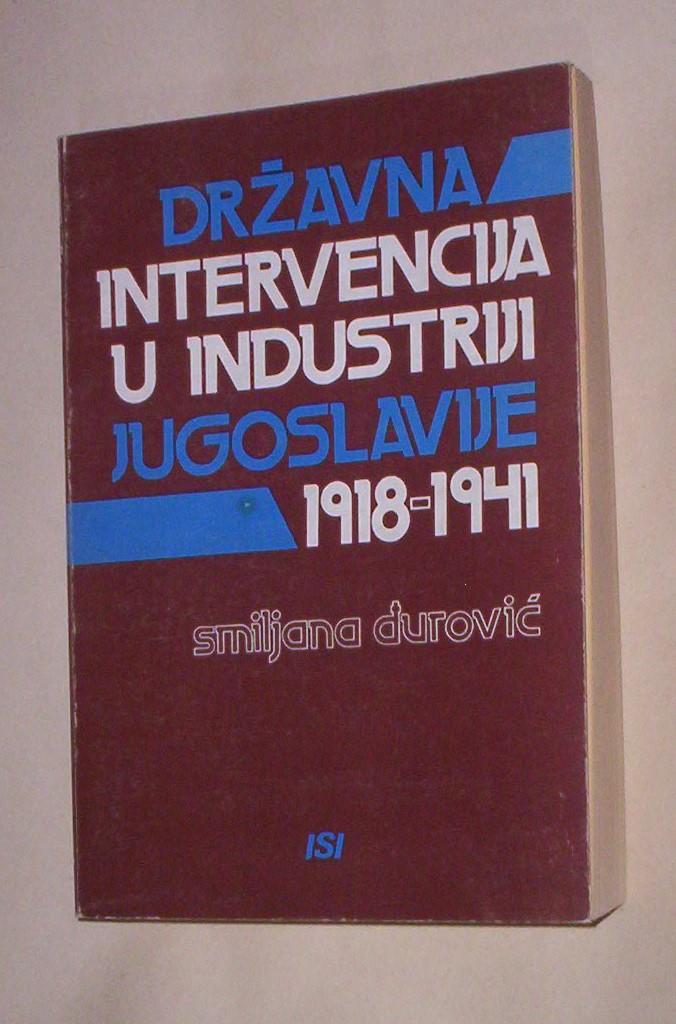 DRŽAVNA
INTERVENCIJA
U INDUSTRIJI
JUGOSLAVIJE
1918-1941
smiljana đurović
ISI